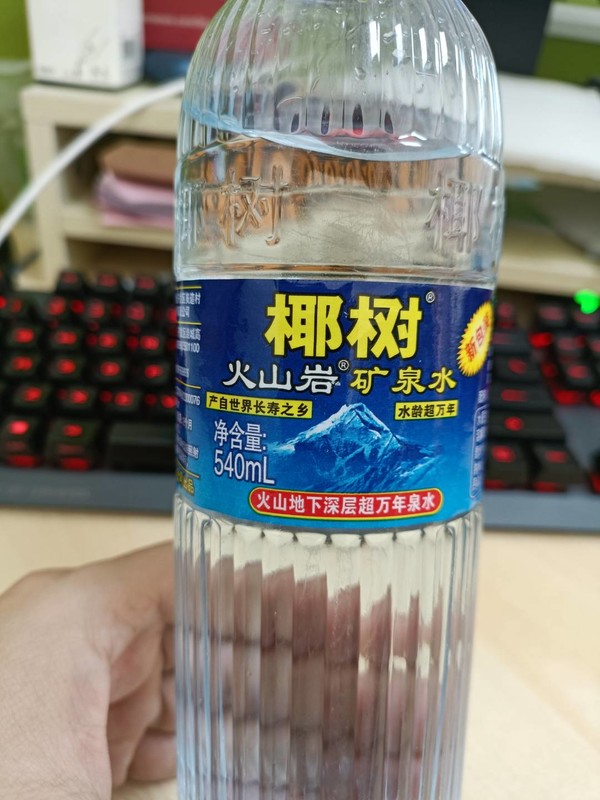 树 椰
椰树®
火山岩®矿泉水
产自世界长寿之乡
水龄超万年
净含量:
540mL
火山地下深层超万年泉水